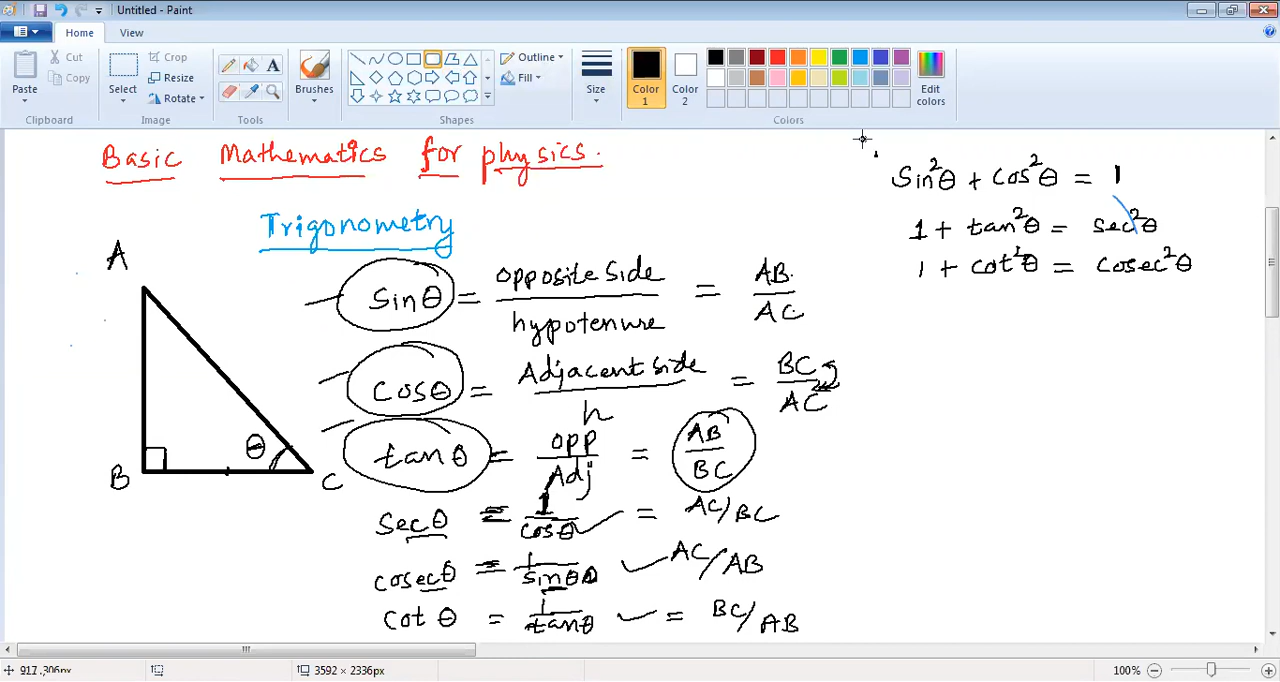 Untitled - Paint
Home View
Paste
Cut
Copy
Clipboard
Select
Crop
Resize
Rotate
Image
A
Tools
Brushes
Outline
Fill
Shapes
Size
Color 1
Color 2
Edit colors
Colors
Basic Mathematics for physics.
Trigonometry
A
B
C
θ
Sinθ = opposite side / hypotenure = AB / AC
Cosθ = Adjacent side / h = BC / AC
tanθ = opp / Adj = AB / BC
Secθ = 1 / cosθ = AC/BC
cosecθ = 1 / sinθ AC/AB
cot θ = 1 / tanθ = BC/AB
Sin²θ + Cos²θ = 1
1 + tan²θ = sec²θ
1 + cot²θ = cosec²θ
917,306px
3592 × 2336px
100%